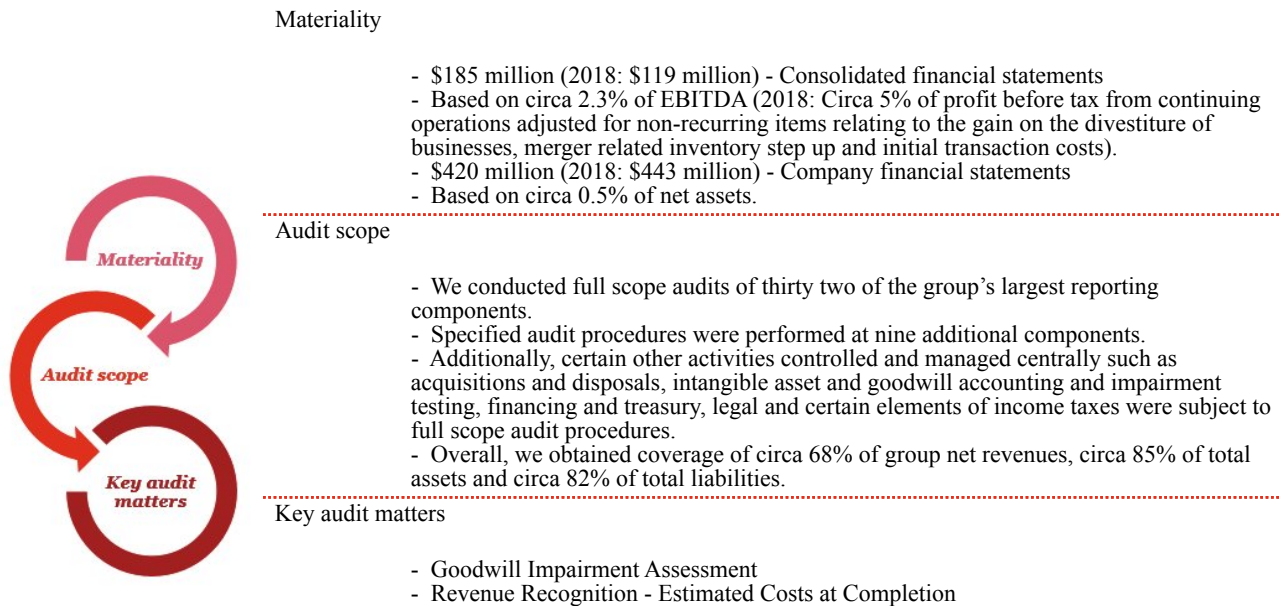 Materiality
- $185 million (2018: $119 million) - Consolidated financial statements
- Based on circa 2.3% of EBITDA (2018: Circa 5% of profit before tax from continuing
operations adjusted for non-recurring items relating to the gain on the divestiture of
businesses, merger related inventory step up and initial transaction costs).
- $420 million (2018: $443 million) - Company financial statements
- Based on circa 0.5% of net assets.
Materiality
Audit scope
- We conducted full scope audits of thirty two of the group’s largest reporting
components.
- Specified audit procedures were performed at nine additional components.
- Additionally, certain other activities controlled and managed centrally such as
acquisitions and disposals, intangible asset and goodwill accounting and impairment
testing, financing and treasury, legal and certain elements of income taxes were subject to
full scope audit procedures.
- Overall, we obtained coverage of circa 68% of group net revenues, circa 85% of total
assets and circa 82% of total liabilities.
Audit scope
Key audit
matters
Key audit matters
- Goodwill Impairment Assessment
- Revenue Recognition - Estimated Costs at Completion